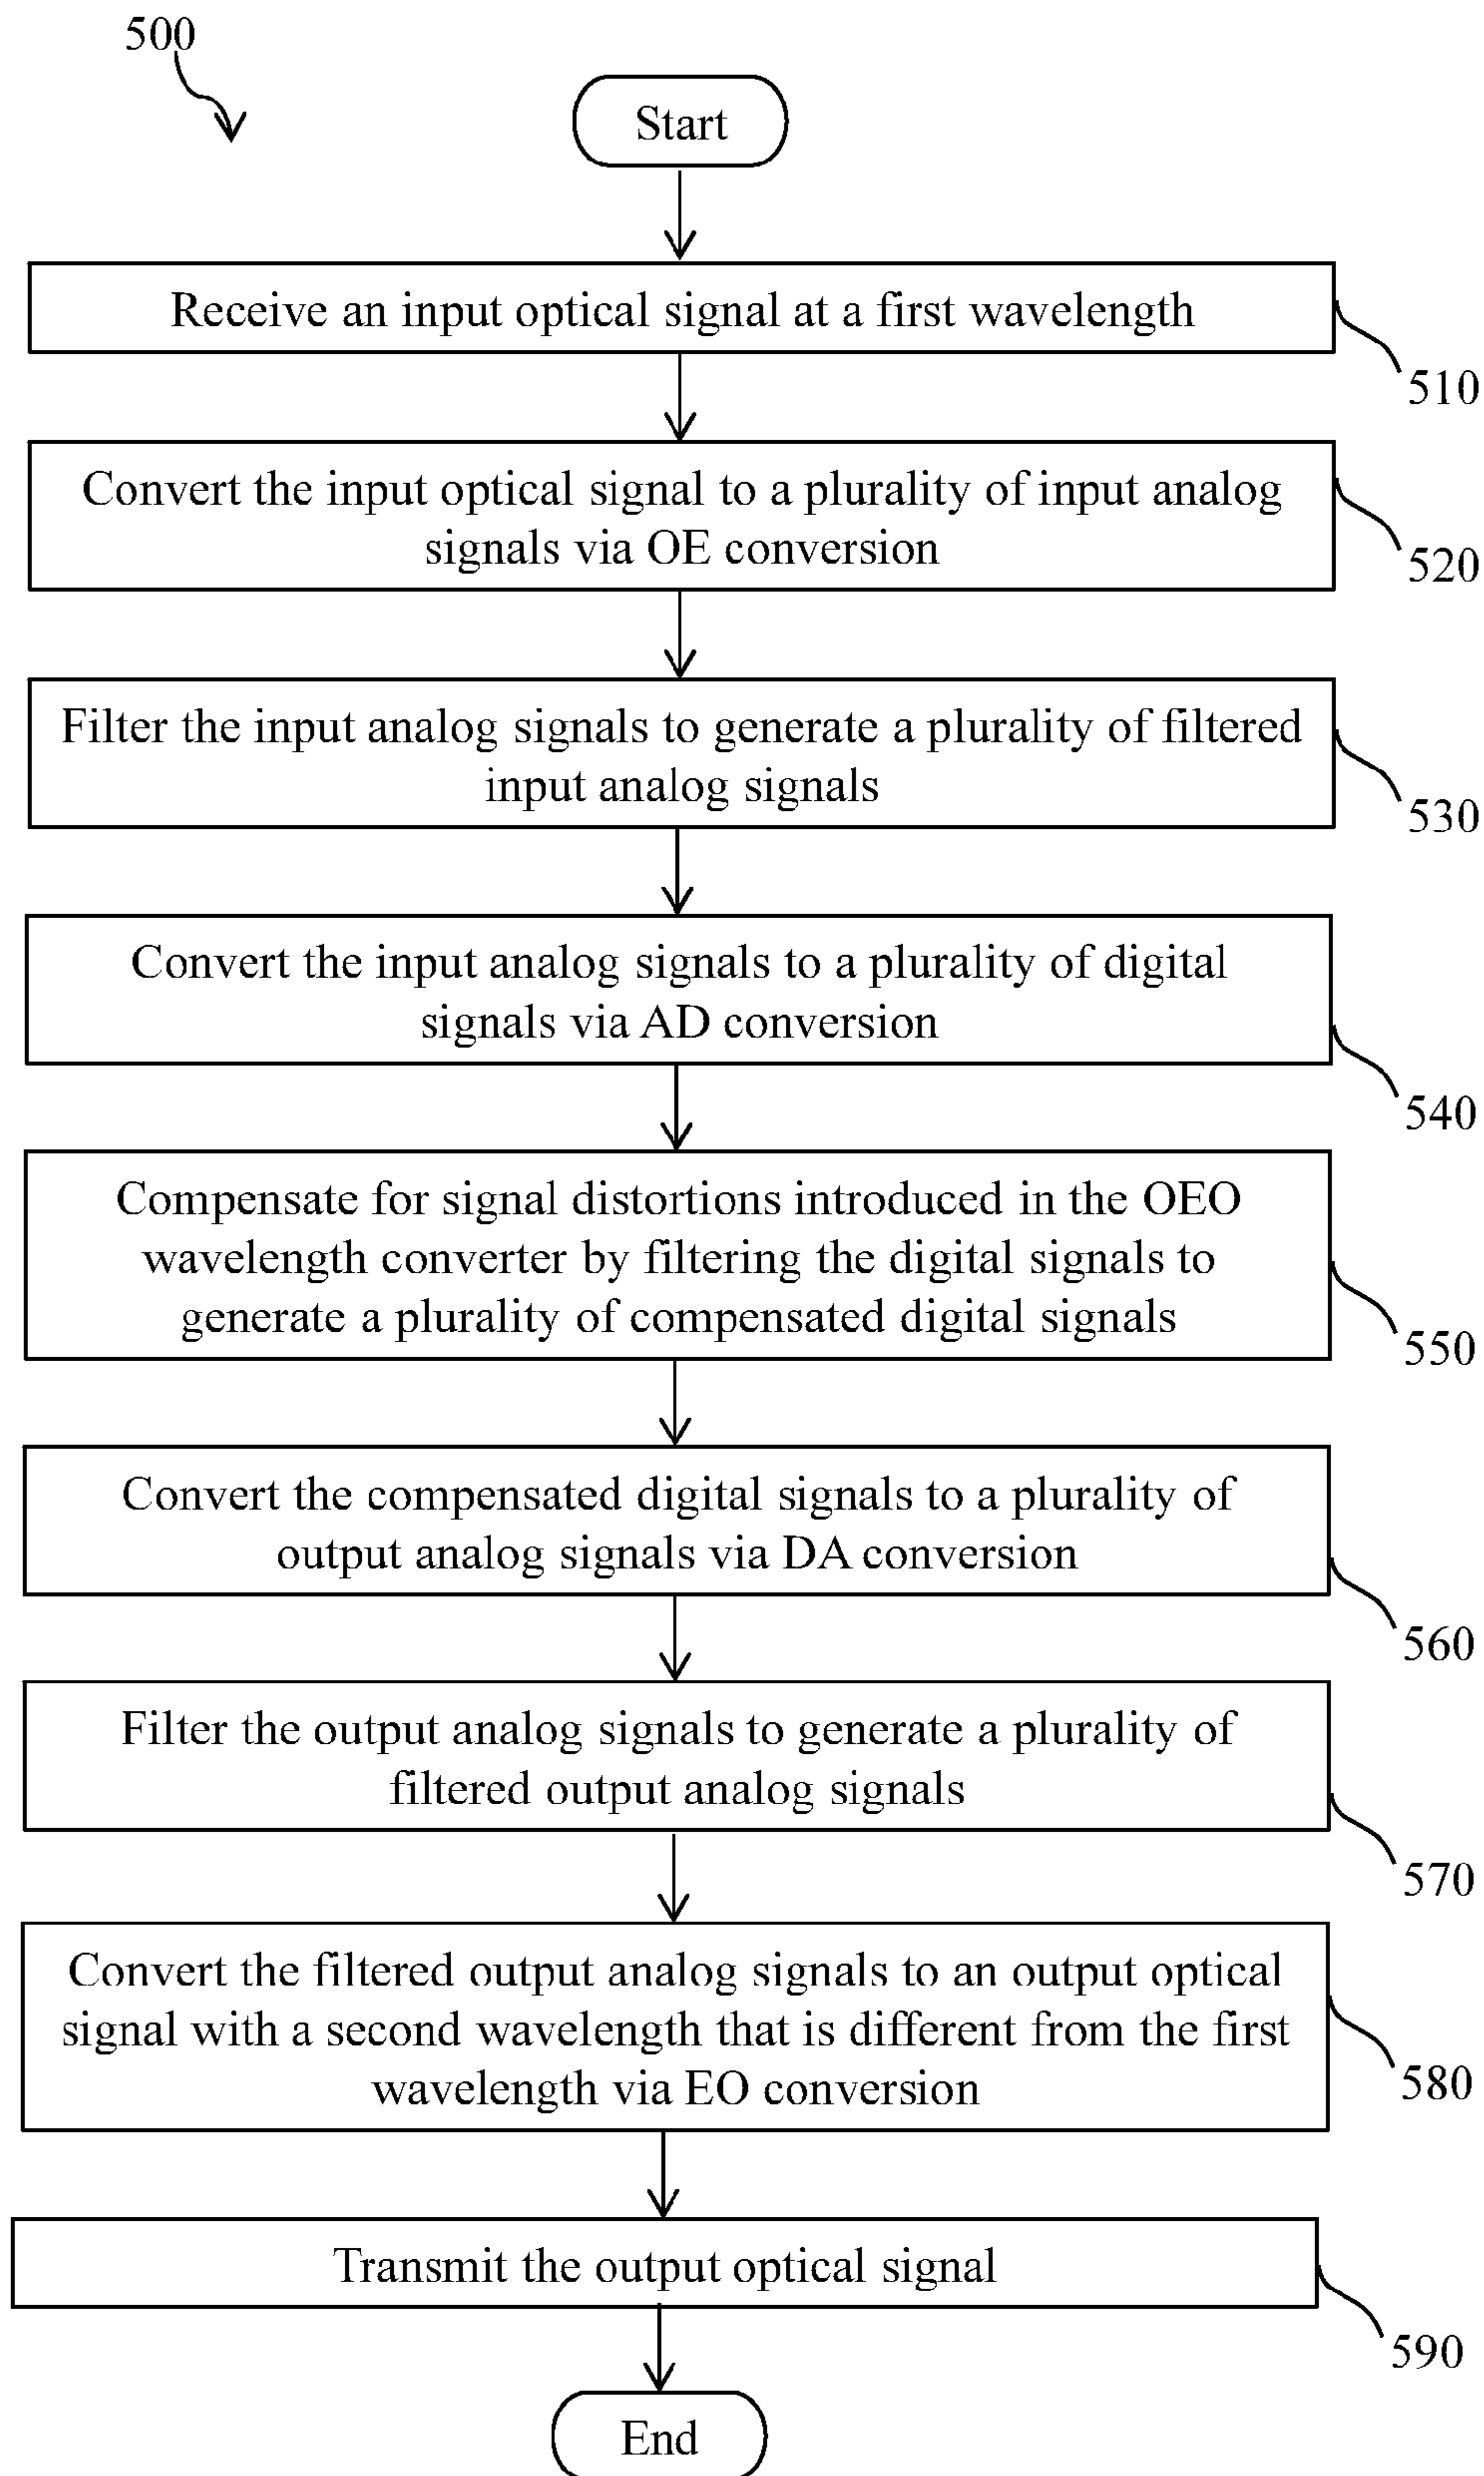 500
Start
Receive an input optical signal at a first wavelength
510
Convert the input optical signal to a plurality of input analog
signals via OE conversion
520
Filter the input analog signals to generate a plurality of filtered
input analog signals
530
Convert the input analog signals to a plurality of digital
signals via AD conversion
540
Compensate for signal distortions introduced in the OEO
wavelength converter by filtering the digital signals to
generate a plurality of compensated digital signals
550
Convert the compensated digital signals to a plurality of
output analog signals via DA conversion
560
Filter the output analog signals to generate a plurality of
filtered output analog signals
570
Convert the filtered output analog signals to an output optical
signal with a second wavelength that is different from the first
wavelength via EO conversion
580
Transmit the output optical signal
590
End